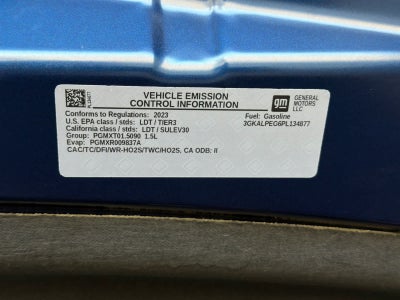 VEHICLE EMISSION
CONTROL INFORMATION
gm GENERAL MOTORS LLC
Conforms to Regulations: 2023
U.S. EPA class / stds: LDT / TIER3
California class / stds: LDT / SULEV30
Group: PGMXT01.5090 1.5L
Evap: PGMXR009837A
CAC/TC/DFI/WR-HO2S/TWC/HO2S, CA ODB: II
Fuel: Gasoline
3GKALPEG6PL134877